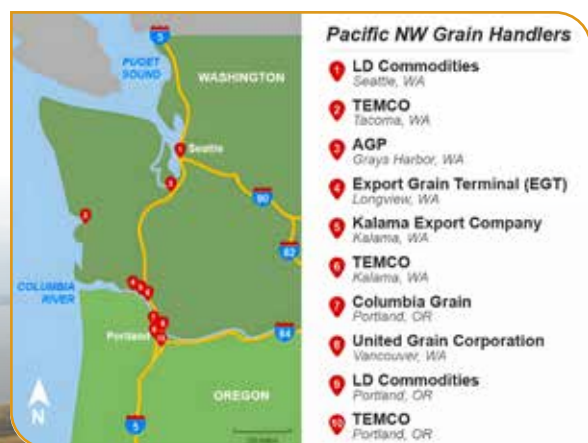 PUGET
SOUND
WASHINGTON
Seattle
90
82
COLUMBIA
RIVER
Portland
84
OREGON
N
5
5
Pacific NW Grain Handlers
1 LD Commodities
Seattle, WA
2 TEMCO
Tacoma, WA
3 AGP
Grays Harbor, WA
4 Export Grain Terminal (EGT)
Longview, WA
5 Kalama Export Company
Kalama, WA
6 TEMCO
Kalama, WA
7 Columbia Grain
Portland, OR
8 United Grain Corporation
Vancouver, WA
9 LD Commodities
Portland, OR
10 TEMCO
Portland, OR